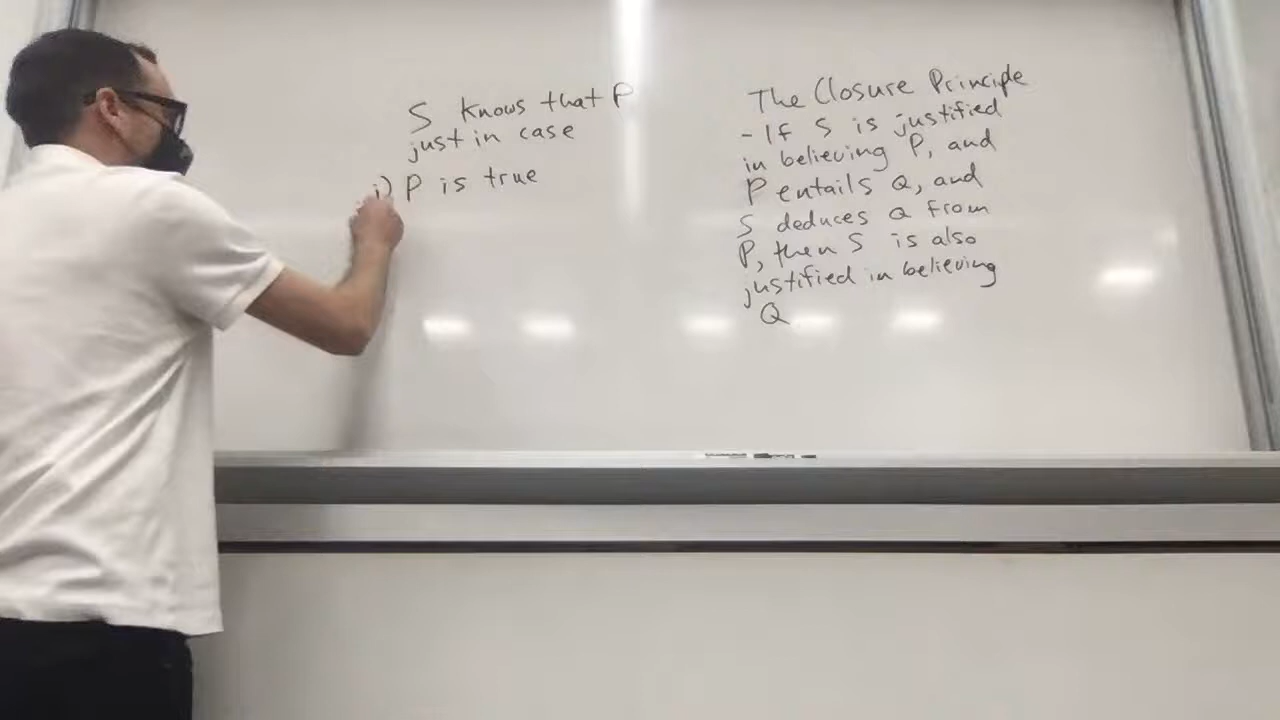 S knows that P
just in case
i) P is true
The Closure Principle
- If S is justified
in believing P, and
P entails Q, and
S deduces Q from
P, then S is also
justified in believing
Q